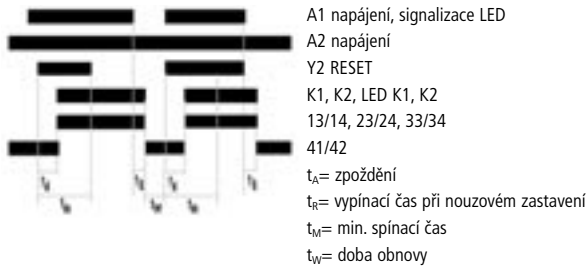 A1 napájení, signalizace LED
A2 napájení
Y2 RESET
K1, K2, LED K1, K2
13/14, 23/24, 33/34
41/42
tA= zpoždění
tR= vypínací čas při nouzovém zastavení
tM= min. spínací čas
tW= doba obnovy